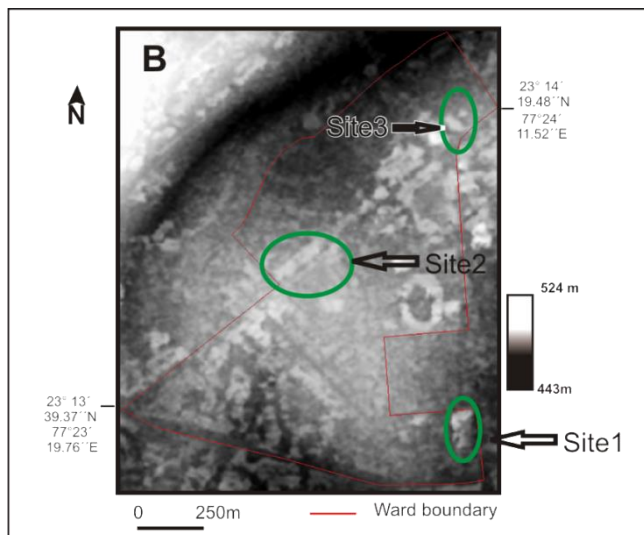 B
N
23° 14´
19.48´´N
77°24´
11.52´´E
Site3
Site2
524 m
443m
23° 13´
39.37´´N
77°23´
19.76´´E
Site1
0 250m
Ward boundary